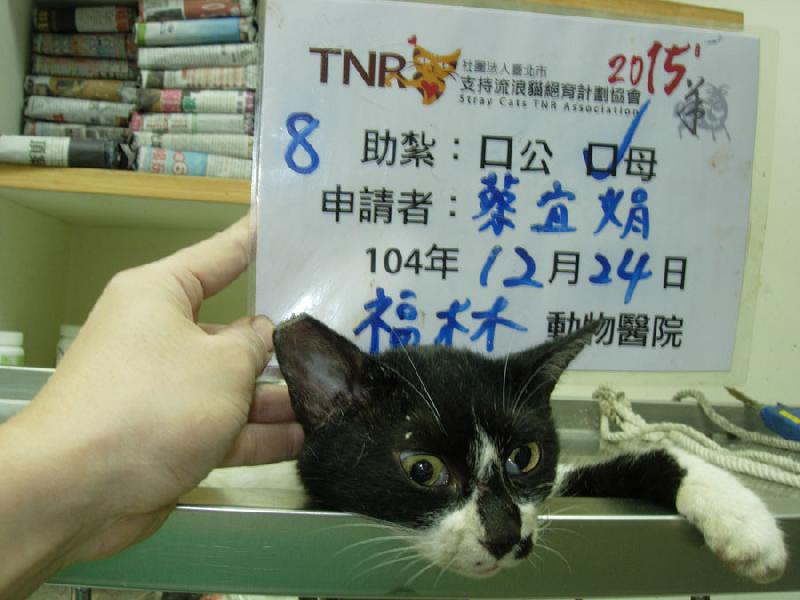 TNR 社團法人臺北市 2015'
支持流浪貓絕育計劃協會
Stray Cats TNR Association
8 助紮：口公 口母
申請者：蔡宜娟
104年 12月24日
福林 動物醫院